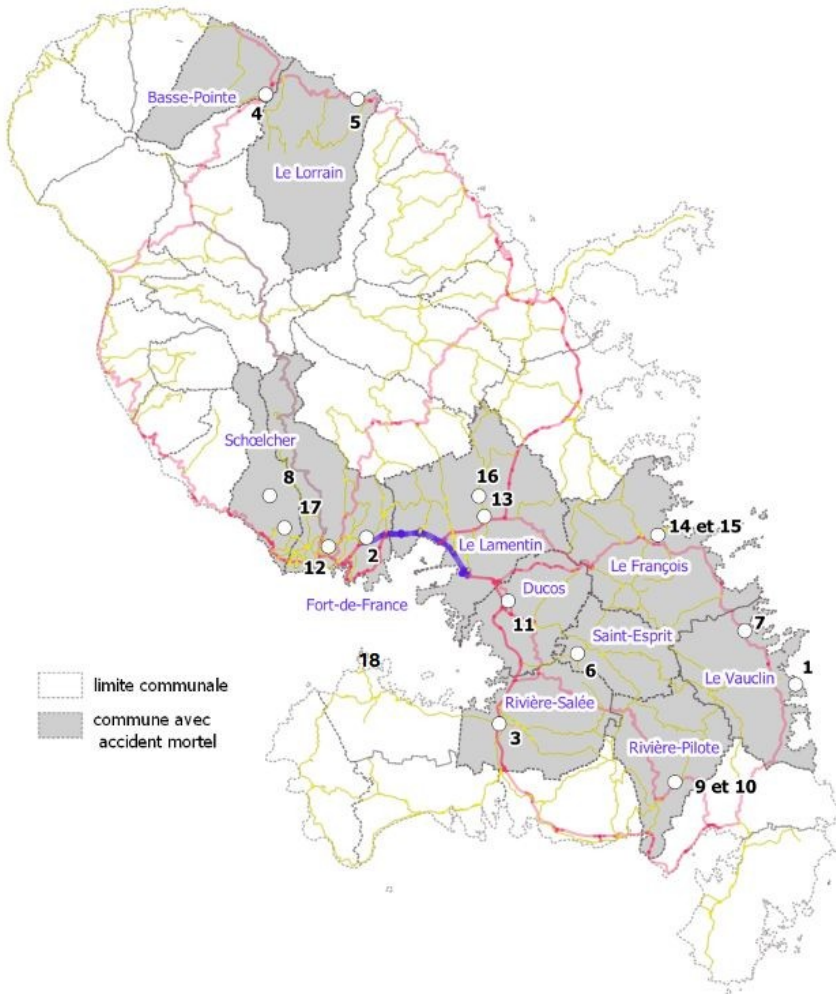 Basse-Pointe
4
5
Le Lorrain
Schœlcher
8
16
17
13
14 et 15
2
Le Lamentin
12
Le François
Ducos
Fort-de-France
11
Saint-Esprit
7
18
6
1
limite communale
Le Vauclin
Rivière-Salée
commune avec
accident mortel
3
Rivière-Pilote
9 et 10